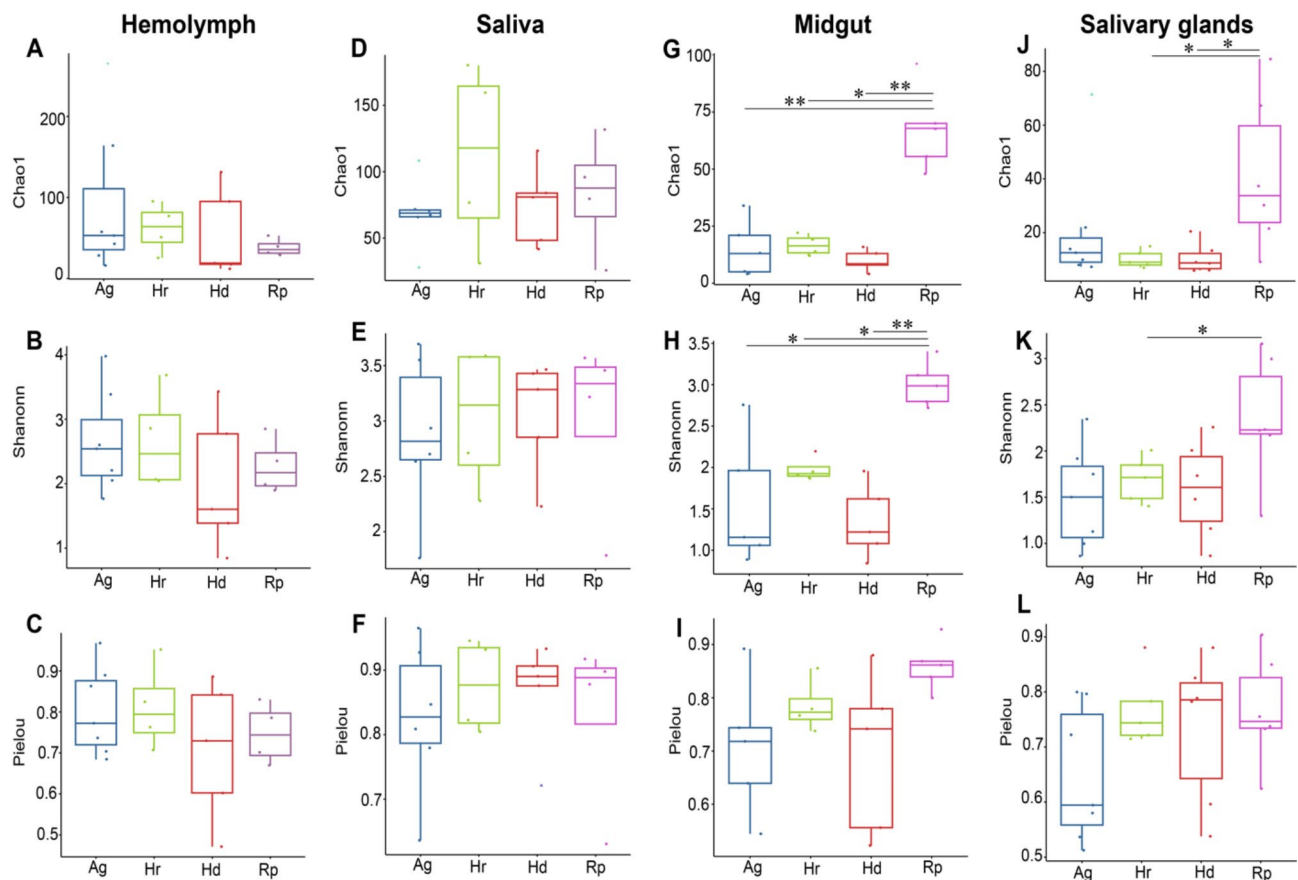 Hemolymph
A
Chao1
200
100
0
Ag Hr Hd Rp
B
Shanonn
4
3
2
1
Ag Hr Hd Rp
C
Pielou
0.9
0.8
0.7
0.6
0.5
Ag Hr Hd Rp
Saliva
D
Chao1
150
100
50
Ag Hr Hd Rp
E
Shanonn
3.5
3
2.5
2
Ag Hr Hd Rp
F
Pielou
0.9
0.8
0.7
Ag Hr Hd Rp
Midgut
G
Chao1
100
75
50
25
0
** * **
Ag Hr Hd Rp
H
Shanonn
3.5
3.0
2.5
2
1.5
1.0
* * **
Ag Hr Hd Rp
I
Pielou
0.9
0.8
0.7
0.6
Ag Hr Hd Rp
Salivary glands
J
Chao1
80
60
40
20
* *
Ag Hr Hd Rp
K
Shanonn
3
2.5
2
1.5
1.0
*
Ag Hr Hd Rp
L
Pielou
0.9
0.8
0.7
0.6
0.5
Ag Hr Hd Rp